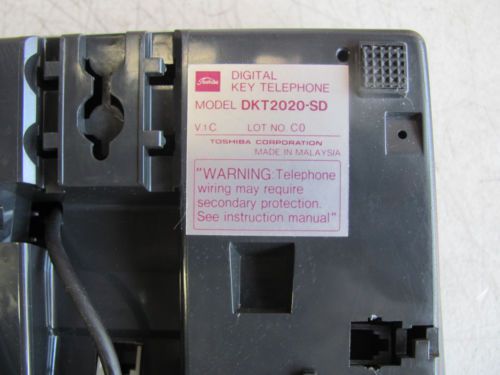 Toshiba
DIGITAL
KEY TELEPHONE
MODEL DKT2020-SD
V.1C LOT NO. C0
TOSHIBA CORPORATION
MADE IN MALAYSIA
"WARNING: Telephone
wiring may require
secondary protection.
See instruction manual"